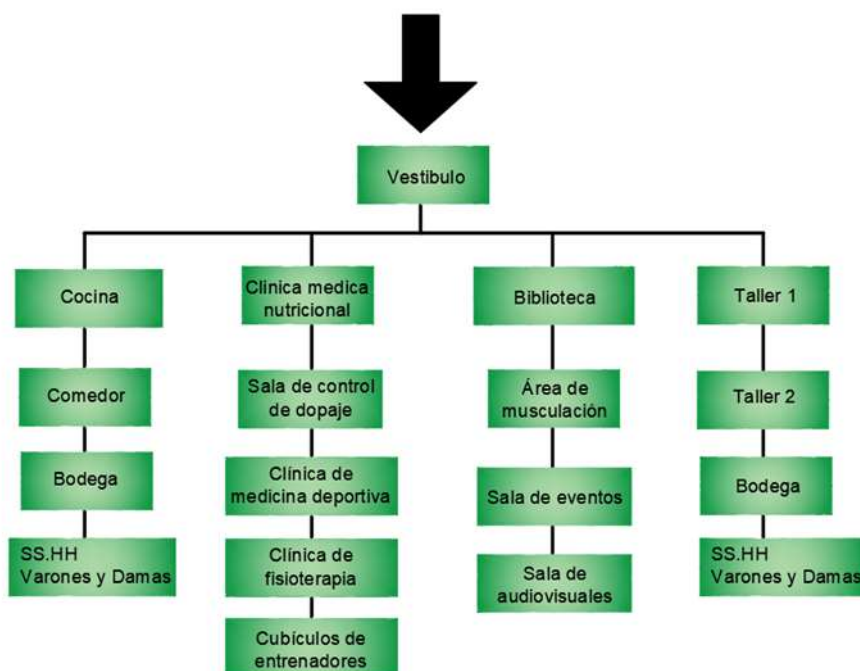 Vestibulo
Cocina
Comedor
Bodega
SS.HH
Varones y Damas
Clinica medica
nutricional
Sala de control
de dopaje
Clínica de
medicina deportiva
Clínica de
fisioterapia
Cubículos de
entrenadores
Biblioteca
Área de
musculación
Sala de eventos
Sala de
audiovisuales
Taller 1
Taller 2
Bodega
SS.HH
Varones y Damas